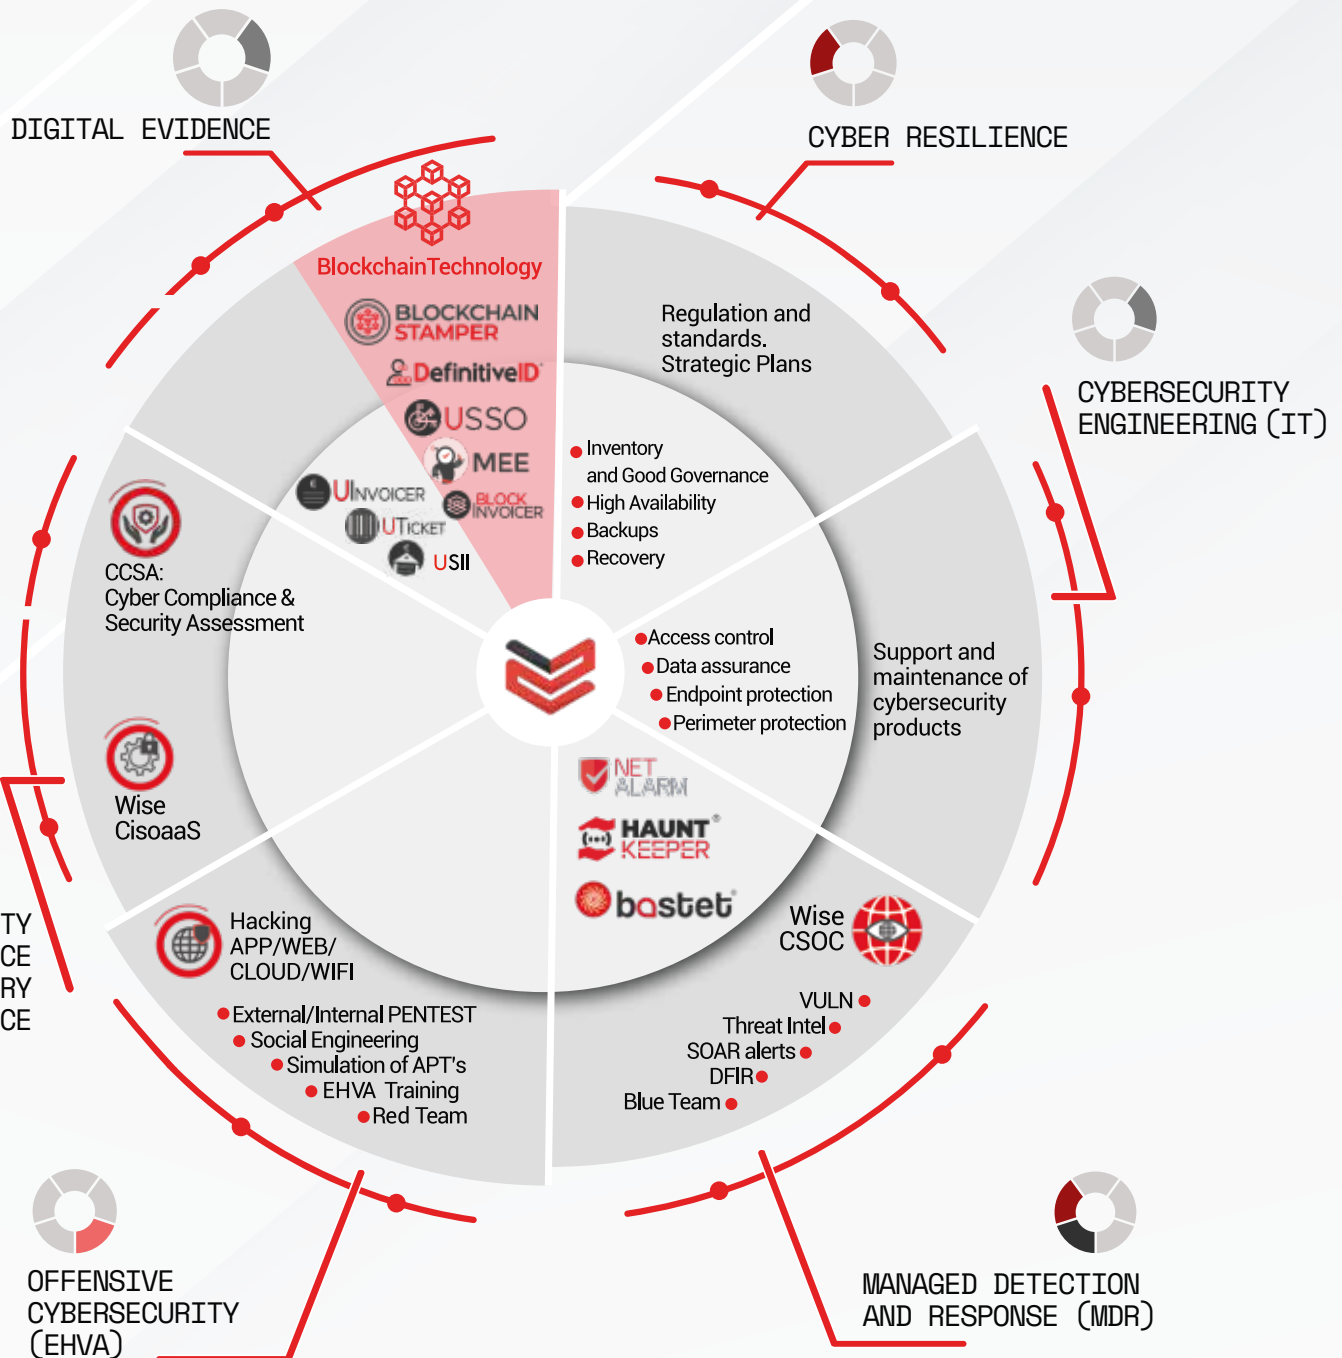 DIGITAL EVIDENCE
CYBER RESILIENCE
BlockchainTechnology
BLOCKCHAIN
STAMPER
DefinitiveID
USSO
MEE
BLOCK
INVOICER
UINVOICER
UTICKET
USII
Regulation and
standards.
Strategic Plans
Inventory
and Good Governance
High Availability
Backups
Recovery
CYBERSECURITY
ENGINEERING (IT)
CCSA:
Cyber Compliance &
Security Assessment
Access control
Data assurance
Endpoint protection
Perimeter protection
Support and
maintenance of
cybersecurity
products
Wise
CisoaaS
NET
ALARM
HAUNT®
KEEPER
bastet®
TY
CE
RY
CE
Hacking
APP/WEB/
CLOUD/WIFI
External/Internal PENTEST
Social Engineering
Simulation of APT's
EHVA Training
Red Team
Wise
CSOC
VULN
Threat Intel
SOAR alerts
DFIR
Blue Team
OFFENSIVE
CYBERSECURITY
(EHVA)
MANAGED DETECTION
AND RESPONSE (MDR)